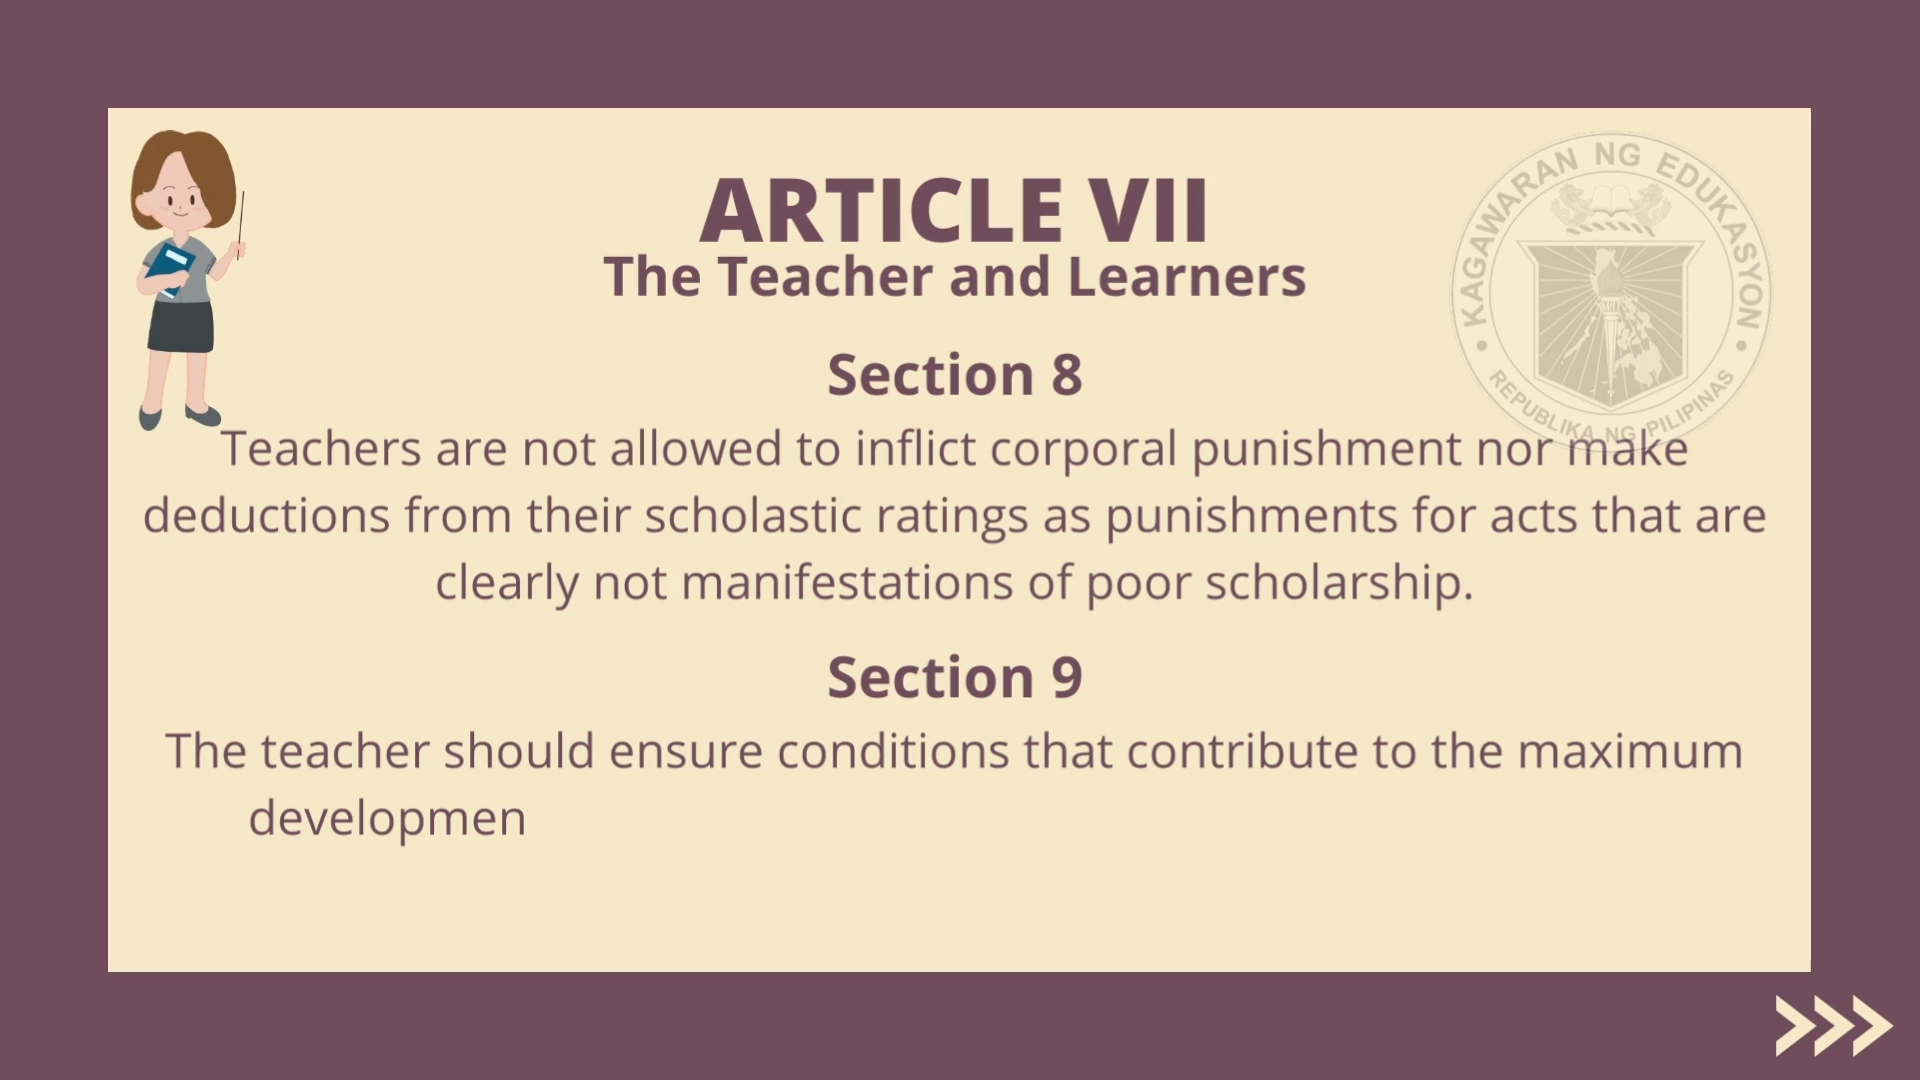 ARTICLE VII
The Teacher and Learners
KAGAWARAN NG EDUKASYON
REPUBLIKA NG PILIPINAS
Section 8
Teachers are not allowed to inflict corporal punishment nor make
deductions from their scholastic ratings as punishments for acts that are
clearly not manifestations of poor scholarship.
Section 9
The teacher should ensure conditions that contribute to the maximum
developmen